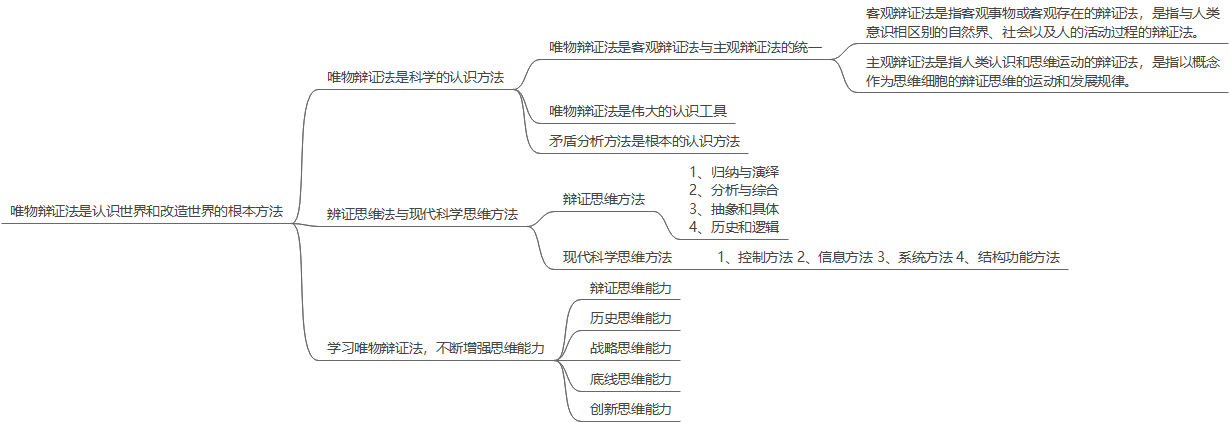 唯物辩证法是认识世界和改造世界的根本方法
唯物辩证法是科学的认识方法
唯物辩证法是客观辩证法与主观辩证法的统一
客观辩证法是指客观事物或客观存在的辩证法，是指与人类
意识相区别的自然界、社会以及人的活动过程的辩证法。
主观辩证法是指人类认识和思维运动的辩证法，是指以概念
作为思维细胞的辩证思维的运动和发展规律。
唯物辩证法是伟大的认识工具
矛盾分析方法是根本的认识方法
辩证思维法与现代科学思维方法
辩证思维方法
1、归纳与演绎
2、分析与综合
3、抽象和具体
4、历史和逻辑
现代科学思维方法
1、控制方法 2、信息方法 3、系统方法 4、结构功能方法
学习唯物辩证法，不断增强思维能力
辩证思维能力
历史思维能力
战略思维能力
底线思维能力
创新思维能力